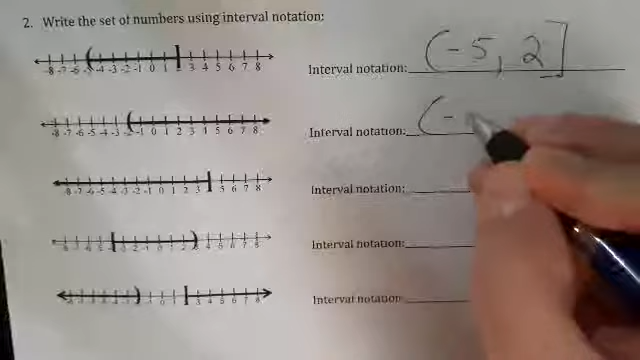 2. Write the set of numbers using interval notation:
-8 -7 -6 -5 -4 -3 -2 -1 0 1 2 3 4 5 6 7 8
Interval notation: (-5, 2]
-8 -7 -6 -5 -4 -3 -2 -1 0 1 2 3 4 5 6 7 8
Interval notation: (-
-8 -7 -6 -5 -4 -3 -2 -1 0 1 2 3 5 6 7 8
Interval notation:
Interval notation:
Interval notation: